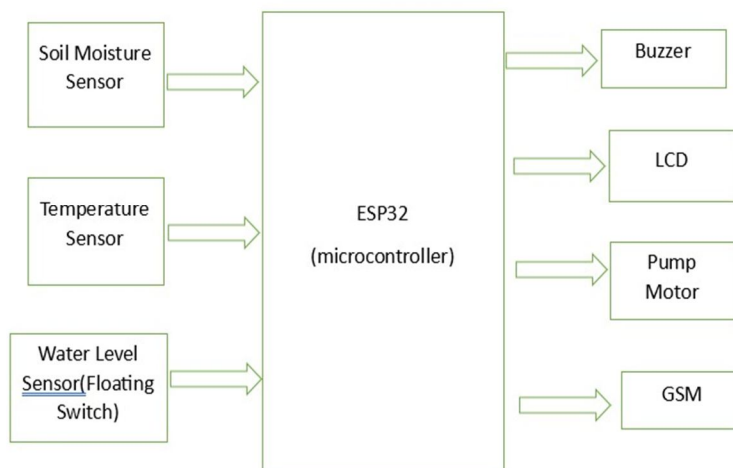 Soil Moisture
Sensor
Temperature
Sensor
Water Level
Sensor(Floating
Switch)
ESP32
(microcontroller)
Buzzer
LCD
Pump
Motor
GSM